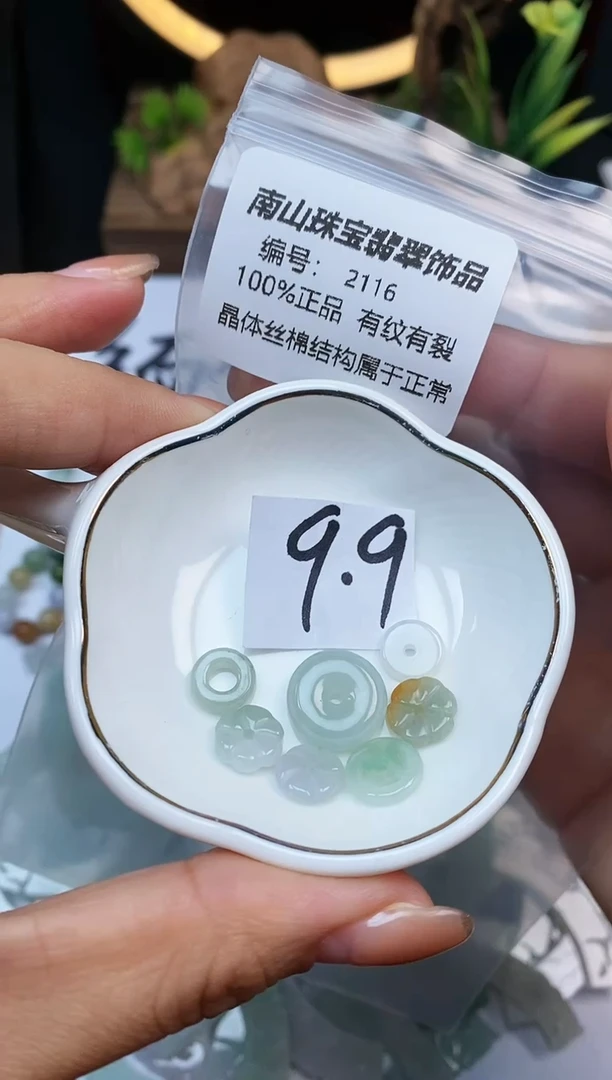 南山珠宝翡翠饰品
编号： 2116
100%正品 有纹有裂
晶体丝棉结构属于正常
9.9